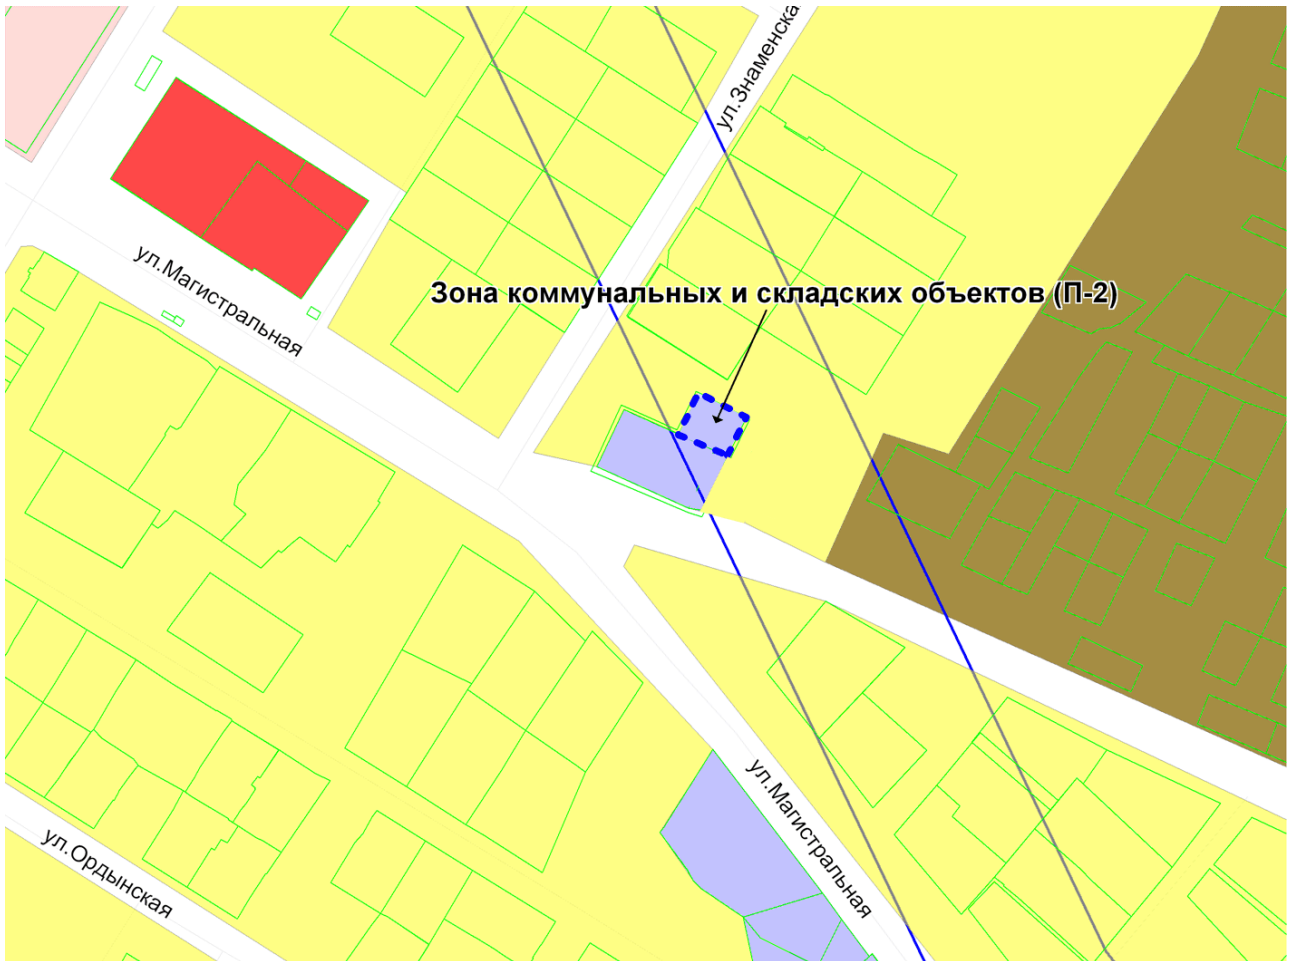 ул.Знаменска
ул.Магистральная
Зона коммунальных и складских объектов (П-2)
ул.Магистральная
ул.Ордынская